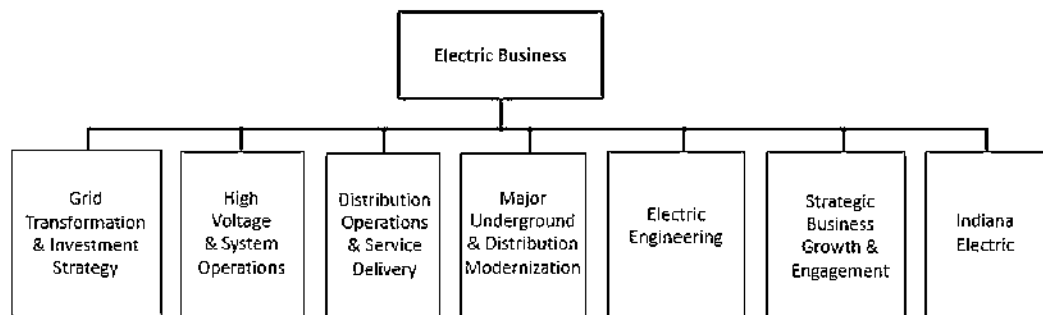 Electric Business
Grid
Transformation
& Investment
Strategy
High
Voltage
& System
Operations
Distribution
Operations
& Service
Delivery
Major
Underground
& Distribution
Modernization
Electric
Engineering
Strategic
Business
Growth &
Engagement
Indiana
Electric